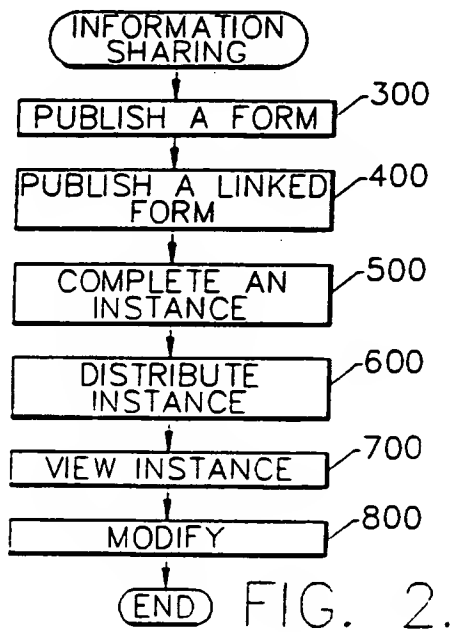 INFORMATION
SHARING
300
PUBLISH A FORM
400
PUBLISH A LINKED
FORM
500
COMPLETE AN
INSTANCE
600
DISTRIBUTE
INSTANCE
700
VIEW INSTANCE
800
MODIFY
END
FIG. 2.